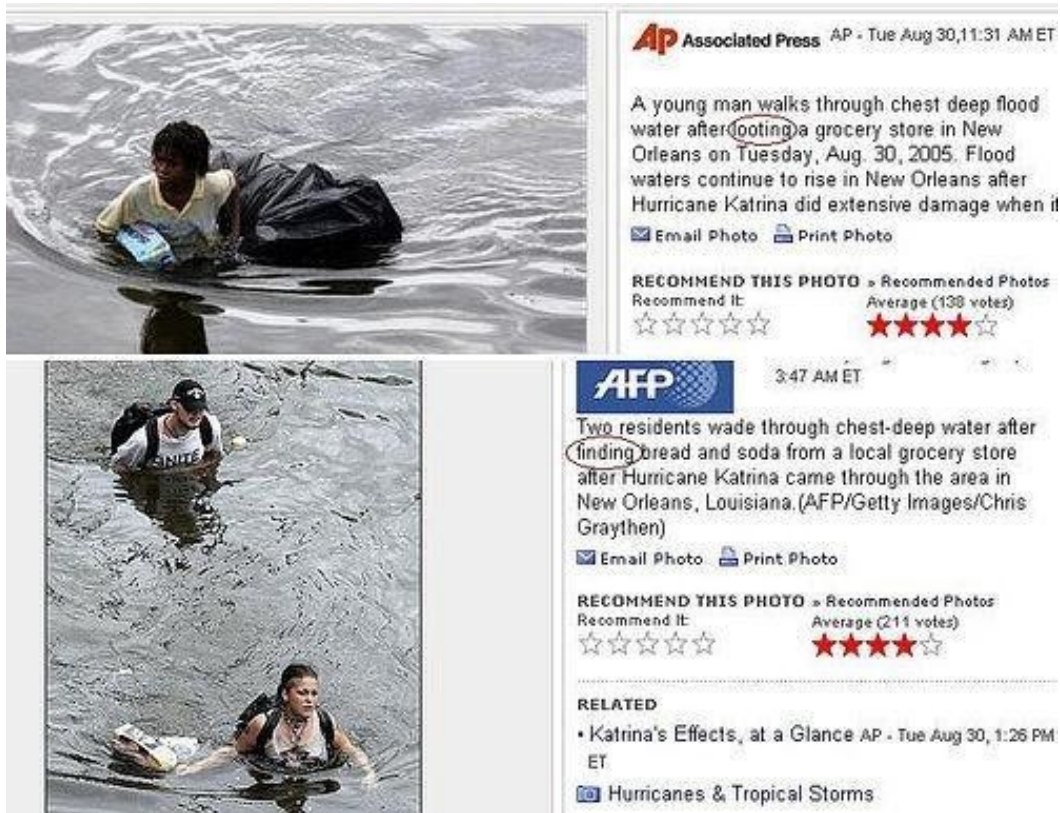 AP Associated Press AP - Tue Aug 30,11:31 AM ET
A young man walks through chest deep flood
water after looting a grocery store in New
Orleans on Tuesday, Aug. 30, 2005. Flood
waters continue to rise in New Orleans after
Hurricane Katrina did extensive damage when it
Email Photo Print Photo
RECOMMEND THIS PHOTO » Recommended Photos
Recommend It: Average (138 votes)
AFP 3:47 AM ET
NITE
Two residents wade through chest-deep water after
finding bread and soda from a local grocery store
after Hurricane Katrina came through the area in
New Orleans, Louisiana.(AFP/Getty Images/Chris
Graythen)
Email Photo Print Photo
RECOMMEND THIS PHOTO » Recommended Photos
Recommend It: Average (211 votes)
RELATED
• Katrina's Effects, at a Glance AP - Tue Aug 30, 1:26 PM
ET
Hurricanes & Tropical Storms